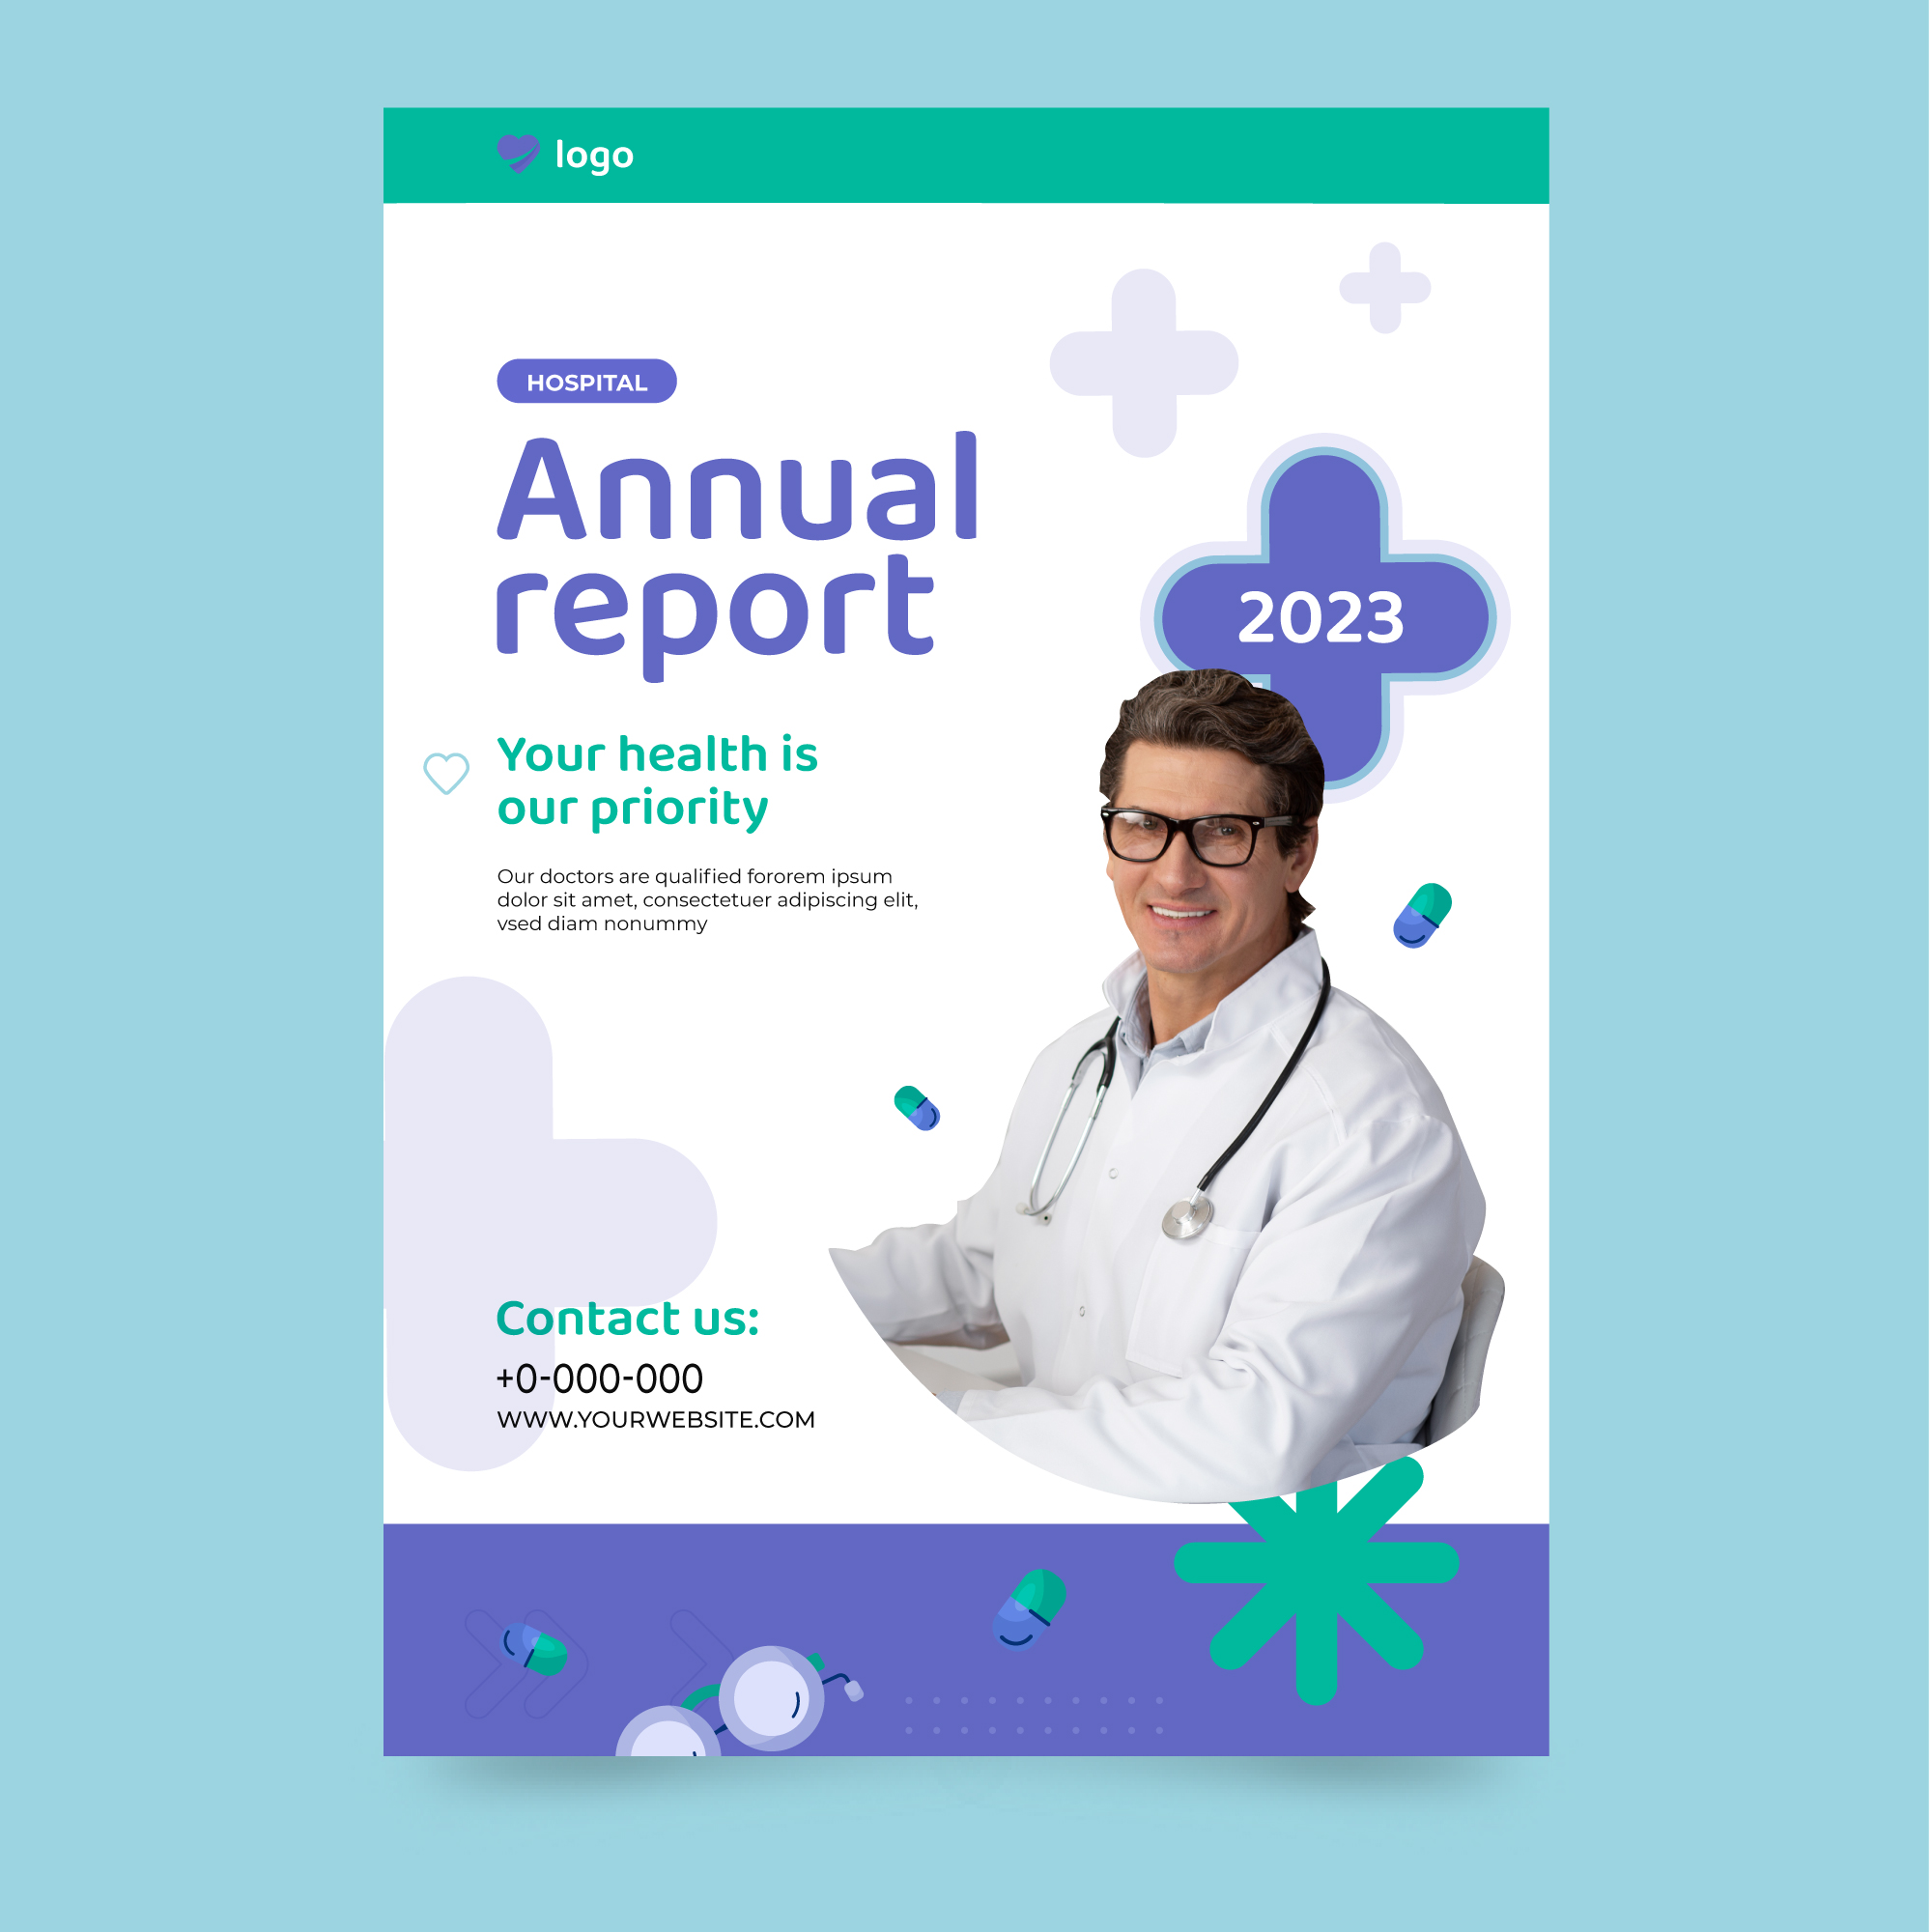 logo
HOSPITAL
Annual
report
2023
Your health is
our priority
Our doctors are qualified fororem ipsum
dolor sit amet, consectetuer adipiscing elit,
vsed diam nonummy
Contact us:
+0-000-000
WWW.YOURWEBSITE.COM